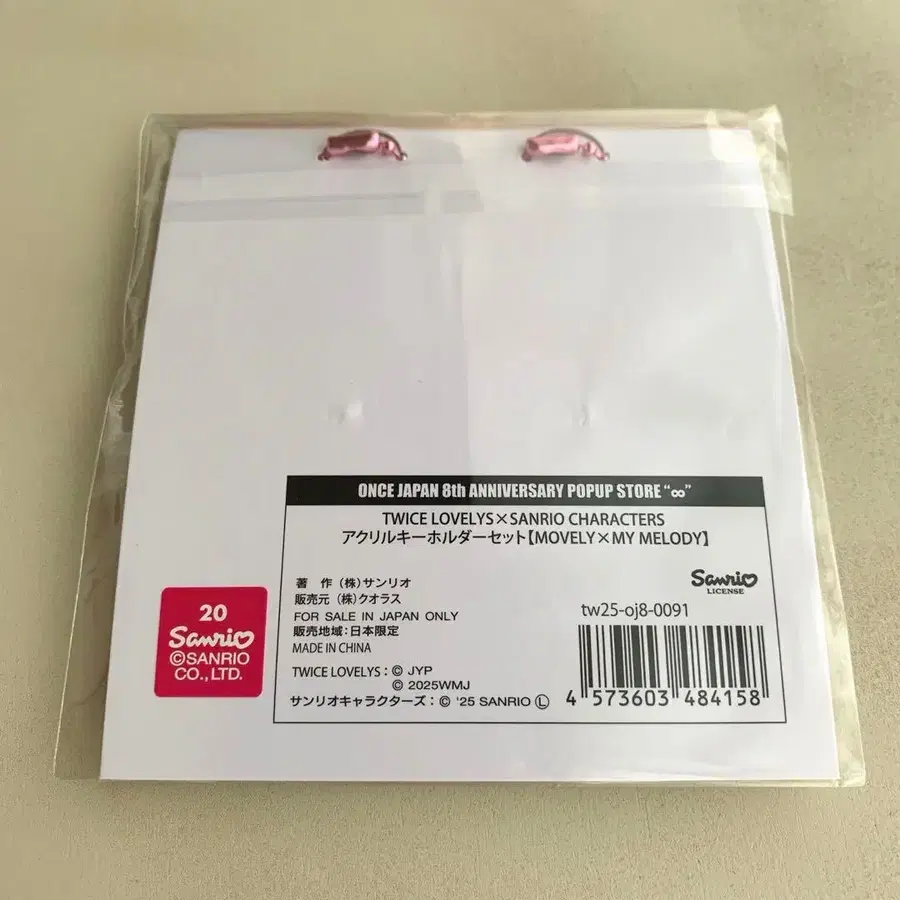 ONCE JAPAN 8th ANNIVERSARY POPUP STORE “∞”
TWICE LOVELYS×SANRIO CHARACTERS
アクリルキーホルダーセット【MOVELY×MY MELODY】
著 作 (株)サンリオ
販売元 (株)クオラス
FOR SALE IN JAPAN ONLY
販売地域:日本限定
MADE IN CHINA
TWICE LOVELYS:© JYP
© 2025WMJ
サンリオキャラクターズ:© '25 SANRIO Ⓛ
Sanrio
LICENSE
tw25-oj8-0091
4 573603 484158
20
Sanrio
©SANRIO
CO.,LTD.